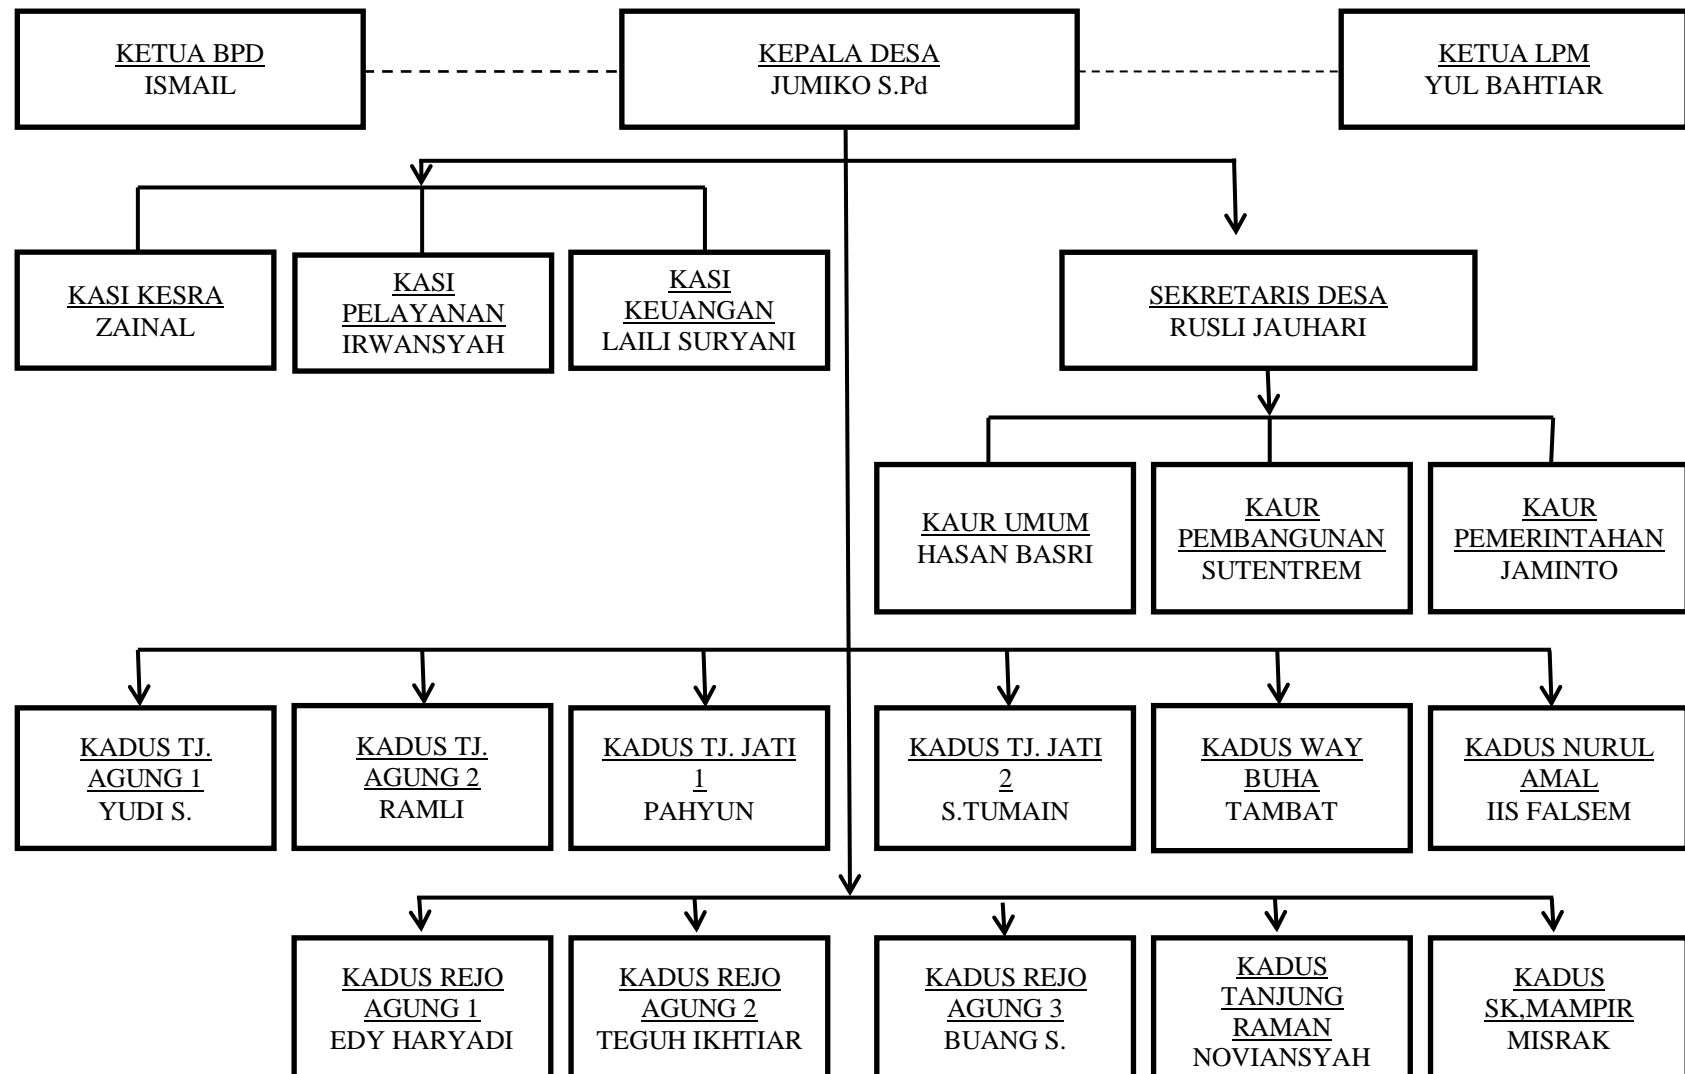 KETUA BPD
ISMAIL
KEPALA DESA
JUMIKO S.Pd
KETUA LPM
YUL BAHTIAR
KASI KESRA
ZAINAL
KASI
PELAYANAN
IRWANSYAH
KASI
KEUANGAN
LAILI SURYANI
SEKRETARIS DESA
RUSLI JAUHARI
KAUR UMUM
HASAN BASRI
KAUR
PEMBANGUNAN
SUTENTREM
KAUR
PEMERINTAHAN
JAMINTO
KADUS TJ.
AGUNG 1
YUDI S.
KADUS TJ.
AGUNG 2
RAMLI
KADUS TJ. JATI
1
PAHYUN
KADUS TJ. JATI
2
S.TUMAIN
KADUS WAY
BUHA
TAMBAT
KADUS NURUL
AMAL
IIS FALSEM
KADUS REJO
AGUNG 1
EDY HARYADI
KADUS REJO
AGUNG 2
TEGUH IKHTIAR
KADUS REJO
AGUNG 3
BUANG S.
KADUS
TANJUNG
RAMAN
NOVIANSYAH
KADUS
SK,MAMPIR
MISRAK